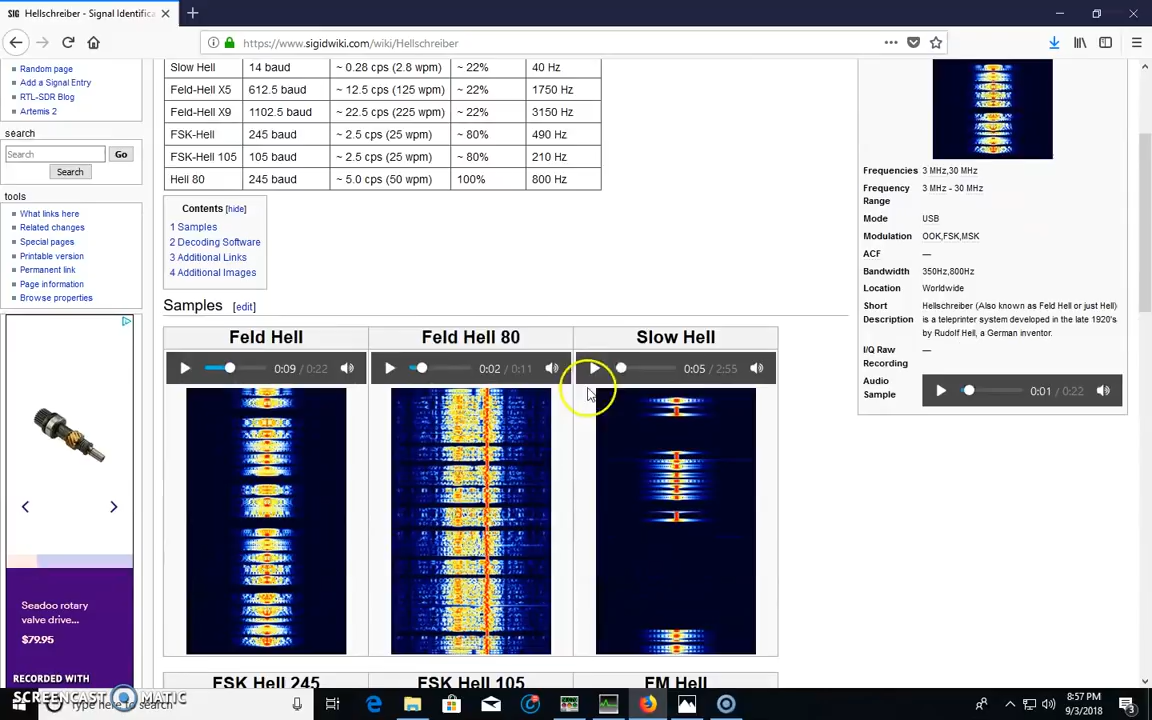 SIG Hellschreiber - Signal Identifica
https://www.sigidwiki.com/wiki/Hellschreiber
Random page
Add a Signal Entry
RTL-SDR Blog
Artemis 2
search
Search Go
Search
tools
What links here
Related changes
Special pages
Printable version
Permanent link
Page information
Browse properties
Seadoo rotary
valve drive...
$79.95
RECORDED WITH
SCREENCAST MATIC
Slow Hell 14 baud ~ 0.28 cps (2.8 wpm) ~ 22% 40 Hz
Feld-Hell X5 612.5 baud ~ 12.5 cps (125 wpm) ~ 22% 1750 Hz
Feld-Hell X9 1102.5 baud ~ 22.5 cps (225 wpm) ~ 22% 3150 Hz
FSK-Hell 245 baud ~ 2.5 cps (25 wpm) ~ 80% 490 Hz
FSK-Hell 105 105 baud ~ 2.5 cps (25 wpm) ~ 80% 210 Hz
Hell 80 245 baud ~ 5.0 cps (50 wpm) 100% 800 Hz
Contents [hide]
1 Samples
2 Decoding Software
3 Additional Links
4 Additional Images
Samples [edit]
Feld Hell Feld Hell 80 Slow Hell
0:09 / 0:22 0:02 / 0:11 0:05 / 2:55
FSK Hell 245 FSK Hell 105 FM Hell
Frequencies 3 MHz,30 MHz
Frequency Range 3 MHz - 30 MHz
Mode USB
Modulation OOK,FSK,MSK
ACF —
Bandwidth 350Hz,800Hz
Location Worldwide
Short Hellschreiber (Also known as Feld Hell or just Hell)
Description is a teleprinter system developed in the late 1920's
by Rudolf Hell, a German inventor.
I/Q Raw
Recording —
Audio
Sample 0:01 / 0:22
Type here to search
8:57 PM
9/3/2018
3